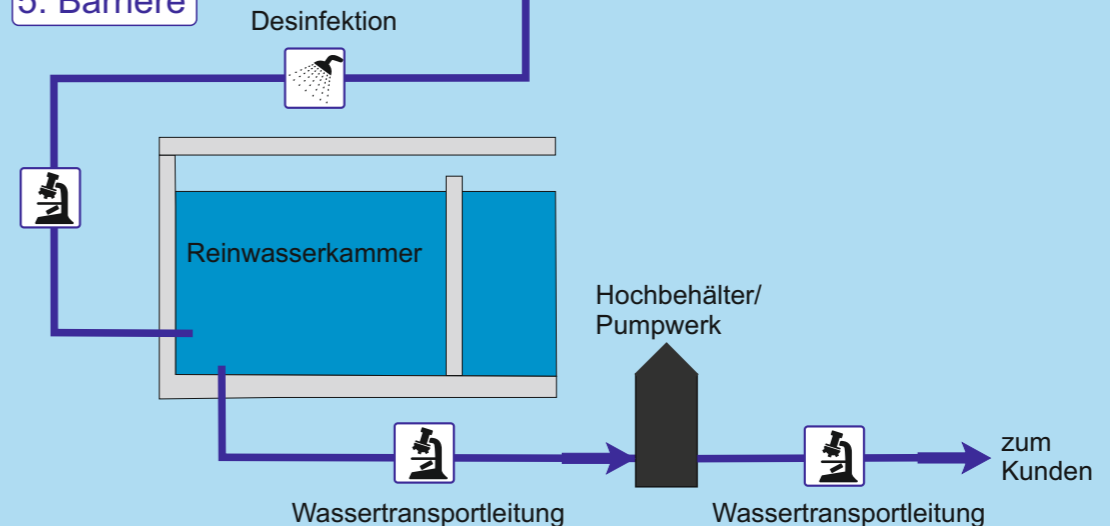 5. Barriere
Desinfektion
Reinwasserkammer
Hochbehälter/
Pumpwerk
zum
Kunden
Wassertransportleitung
Wassertransportleitung